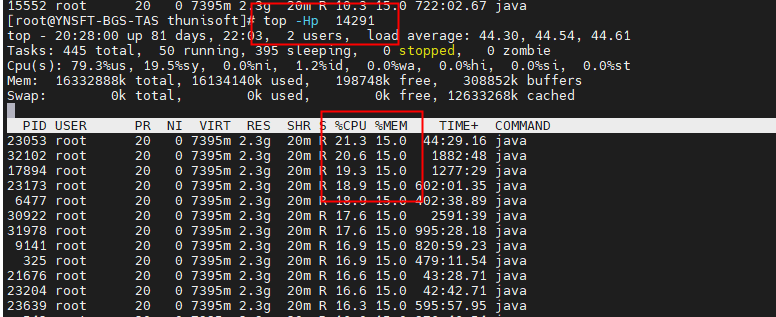 15552 root 20 0 7395m 2.3g 20m R 10.3 15.0 722:02.67 java
[root@YNSFT-BGS-TAS thunisoft]# top -Hp 14291
top - 20:28:00 up 81 days, 22:03, 2 users, load average: 44.30, 44.54, 44.61
Tasks: 445 total, 50 running, 395 sleeping, 0 stopped, 0 zombie
Cpu(s): 79.3%us, 19.5%sy, 0.0%ni, 1.2%id, 0.0%wa, 0.0%hi, 0.0%si, 0.0%st
Mem: 16332888k total, 16134140k used, 198748k free, 308852k buffers
Swap: 0k total, 0k used, 0k free, 12633268k cached
PID USER PR NI VIRT RES SHR S %CPU %MEM TIME+ COMMAND
23053 root 20 0 7395m 2.3g 20m R 21.3 15.0 44:29.16 java
32102 root 20 0 7395m 2.3g 20m R 20.6 15.0 1882:48 java
17894 root 20 0 7395m 2.3g 20m R 19.3 15.0 1277:29 java
23173 root 20 0 7395m 2.3g 20m R 18.9 15.0 602:01.35 java
6477 root 20 0 7395m 2.3g 20m R 18.9 15.0 402:38.89 java
30922 root 20 0 7395m 2.3g 20m R 17.6 15.0 2591:39 java
31978 root 20 0 7395m 2.3g 20m R 17.6 15.0 995:28.18 java
9141 root 20 0 7395m 2.3g 20m R 16.9 15.0 820:59.23 java
325 root 20 0 7395m 2.3g 20m R 16.9 15.0 479:11.54 java
21676 root 20 0 7395m 2.3g 20m R 16.6 15.0 43:28.71 java
23204 root 20 0 7395m 2.3g 20m R 16.6 15.0 42:42.71 java
23639 root 20 0 7395m 2.3g 20m R 16.3 15.0 595:57.95 java